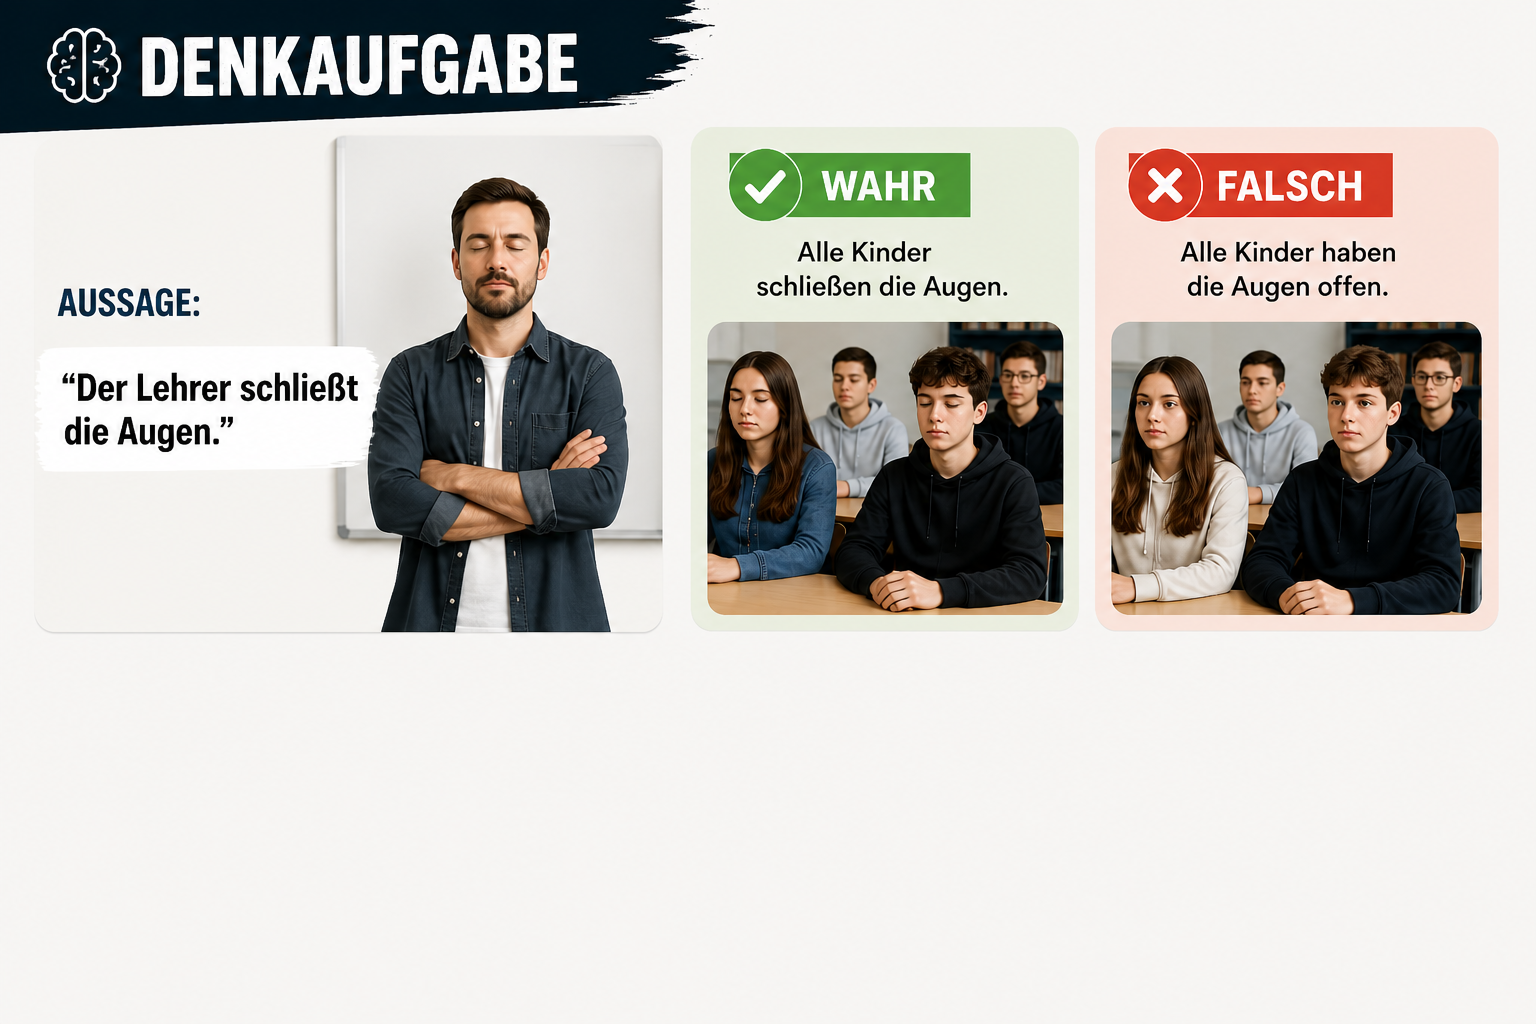 DENKAUFGABE
AUSSAGE:
“Der Lehrer schließt
die Augen.”
WAHR
Alle Kinder
schließen die Augen.
FALSCH
Alle Kinder haben
die Augen offen.